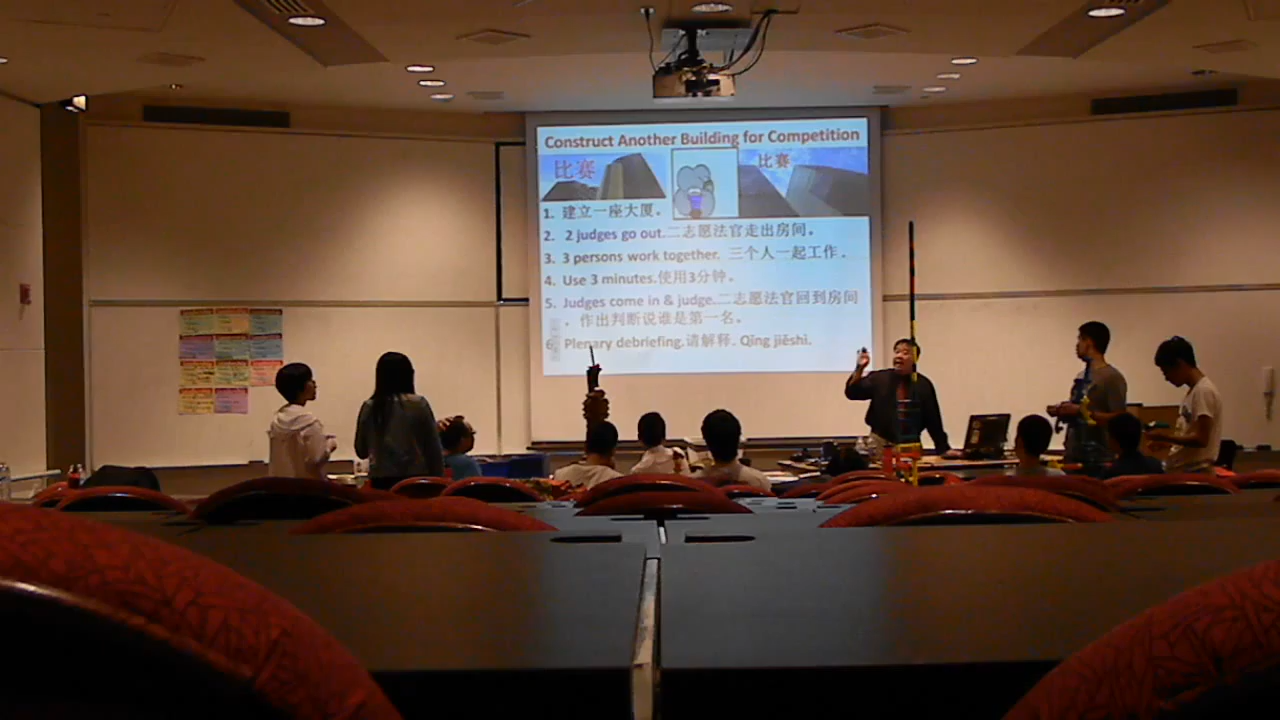 Construct Another Building for Competition
比赛
比赛
1. 建立一座大厦。
2. 2 judges go out.二志愿法官走出房间。
3. 3 persons work together. 三个人一起工作.
4. Use 3 minutes.使用3分钟。
5. Judges come in & judge.二志愿法官回到房间
. 作出判断说谁是第一名。
6. Plenary debriefing.请解释. Qǐng jiěshì.